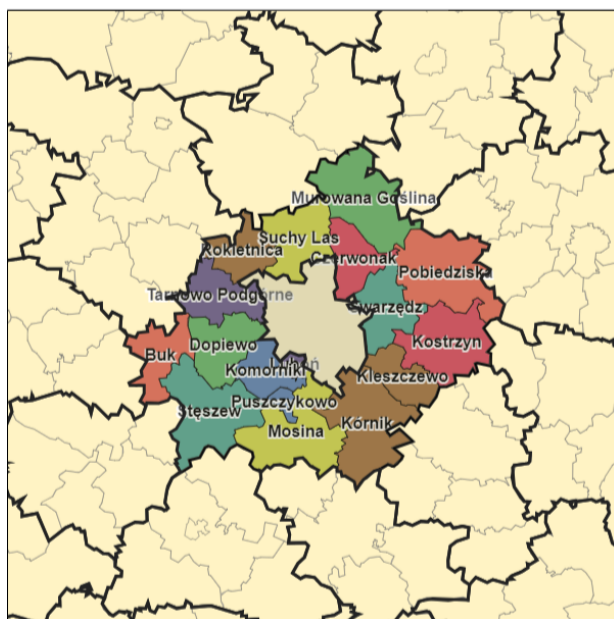 Murowana Goślina
Suchy Las
Rokietnica
Czerwonak
Pobiedziska
Tarnowo Podgórne
Swarzędz
Kostrzyn
Dopiewo
Buk
Luboń
Komorniki
Kleszczewo
Puszczykowo
Stęszew
Kórnik
Mosina